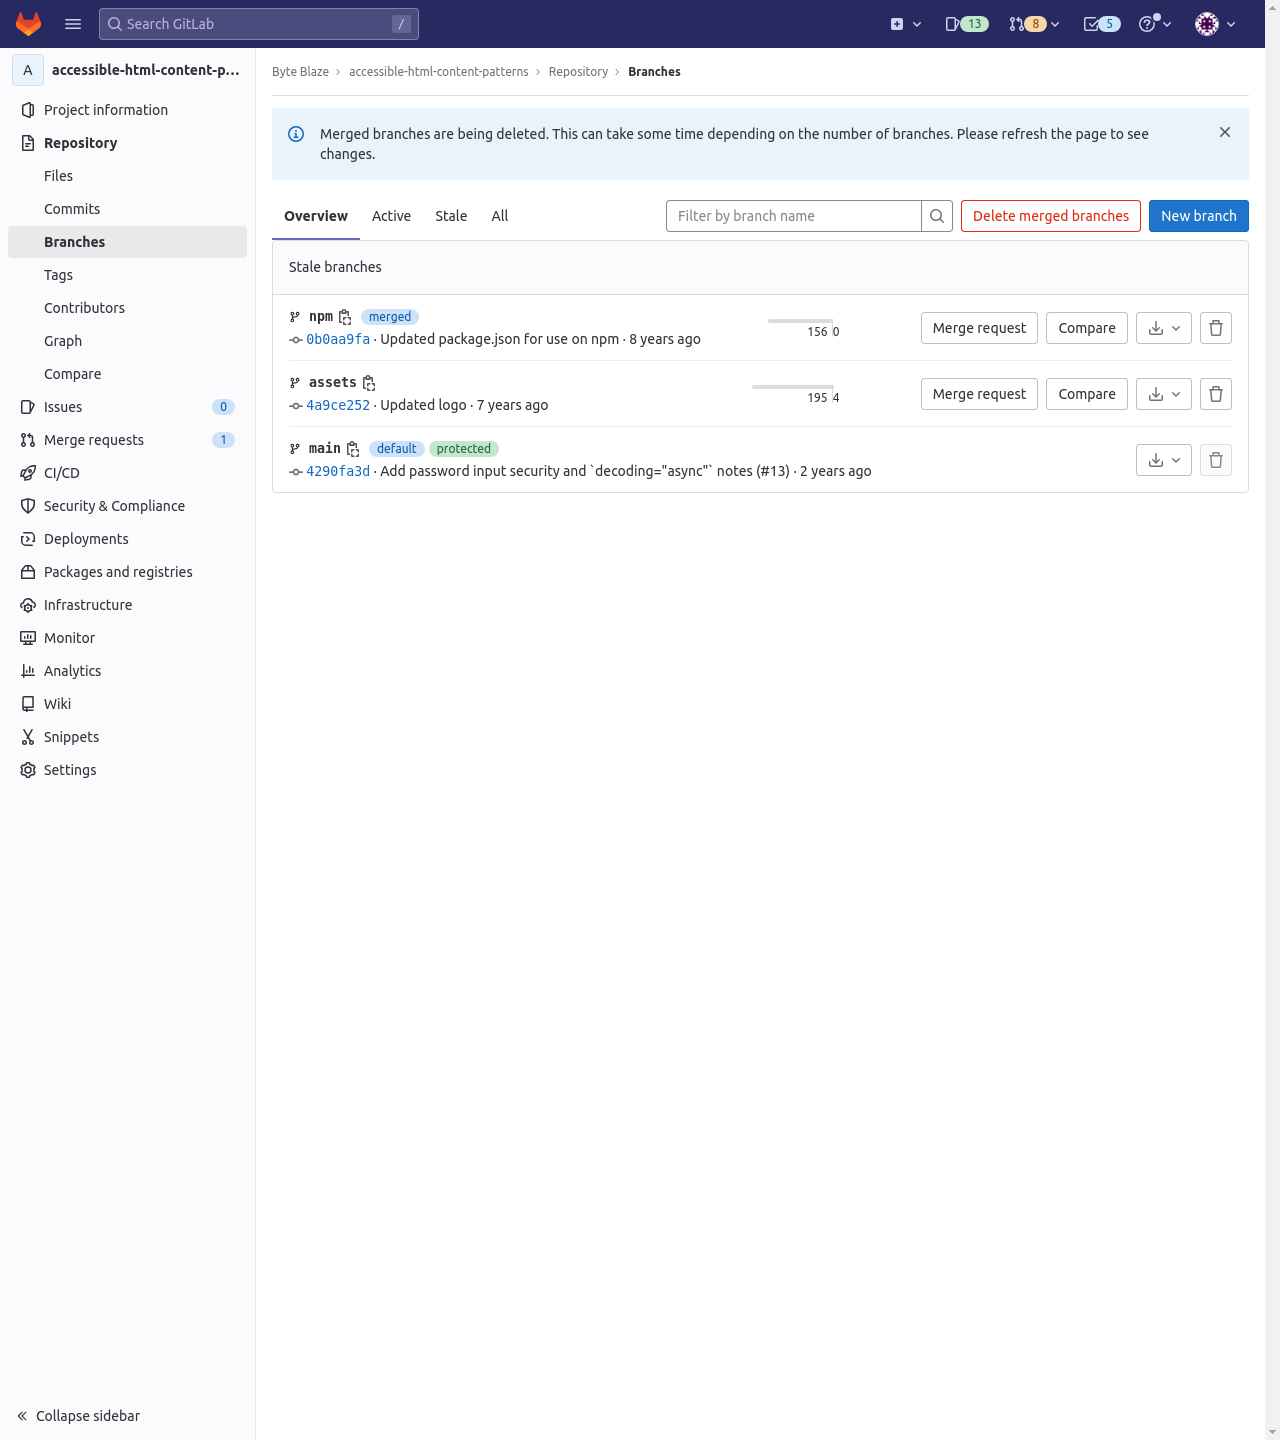 Search GitLab
/
13
8
5
A
accessible-html-content-p...
Project information
Repository
Files
Commits
Branches
Tags
Contributors
Graph
Compare
Issues
0
Merge requests
1
CI/CD
Security & Compliance
Deployments
Packages and registries
Infrastructure
Monitor
Analytics
Wiki
Snippets
Settings
Collapse sidebar
Byte Blaze
accessible-html-content-patterns
Repository
Branches
Merged branches are being deleted. This can take some time depending on the number of branches. Please refresh the page to see
changes.
Overview
Active
Stale
All
Filter by branch name
Delete merged branches
New branch
Stale branches
npm
merged
0b0aa9fa · Updated package.json for use on npm · 8 years ago
156
0
Merge request
Compare
assets
4a9ce252 · Updated logo · 7 years ago
195
4
Merge request
Compare
main
default
protected
4290fa3d · Add password input security and `decoding="async"` notes (#13) · 2 years ago